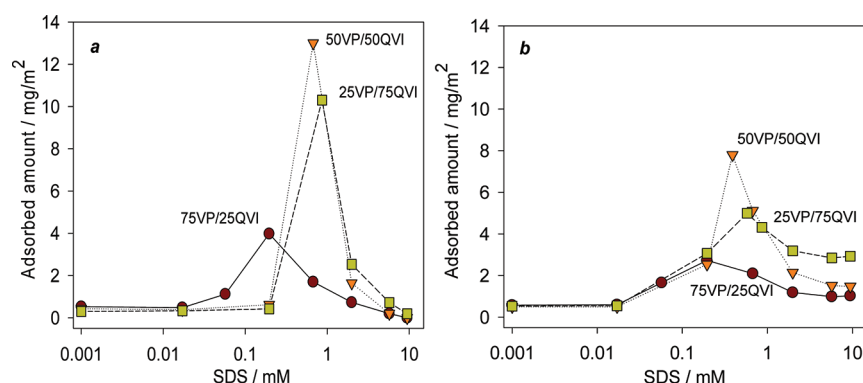 a
50VP/50QVI
25VP/75QVI
75VP/25QVI
Adsorbed amount / mg/m²
14
12
10
8
6
4
2
0
0.001
0.01
0.1
1
10
SDS / mM
b
50VP/50QVI
25VP/75QVI
75VP/25QVI
Adsorbed amount / mg/m²
14
12
10
8
6
4
2
0
0.001
0.01
0.1
1
10
SDS / mM